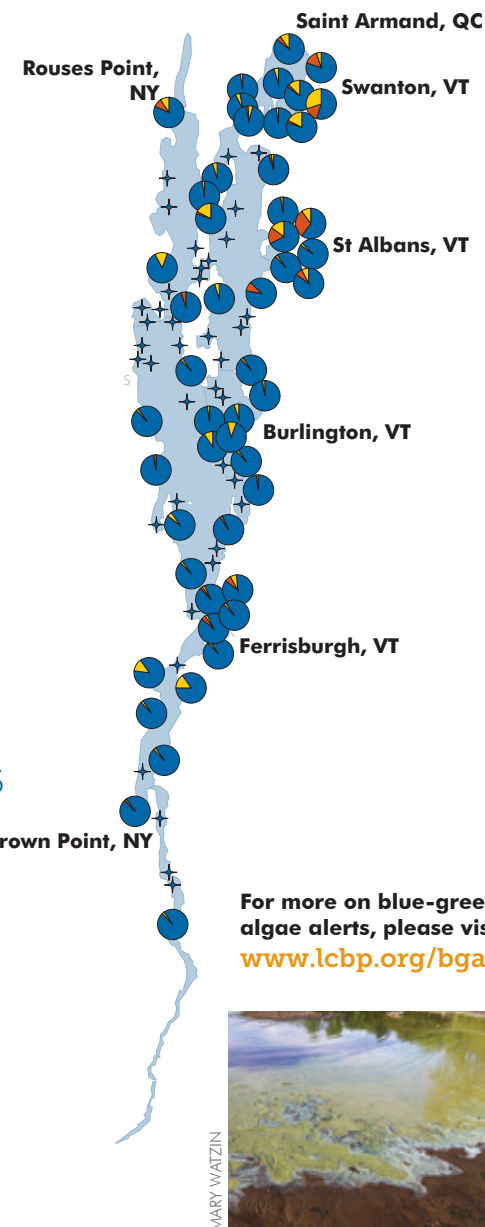 Saint Armand, QC
Rouses Point,
NY
Swanton, VT
St Albans, VT
Burlington, VT
Ferrisburgh, VT
rown Point, NY
For more on blue-gree
algae alerts, please vis
www.lcbp.org/bga
MARY WATZIN